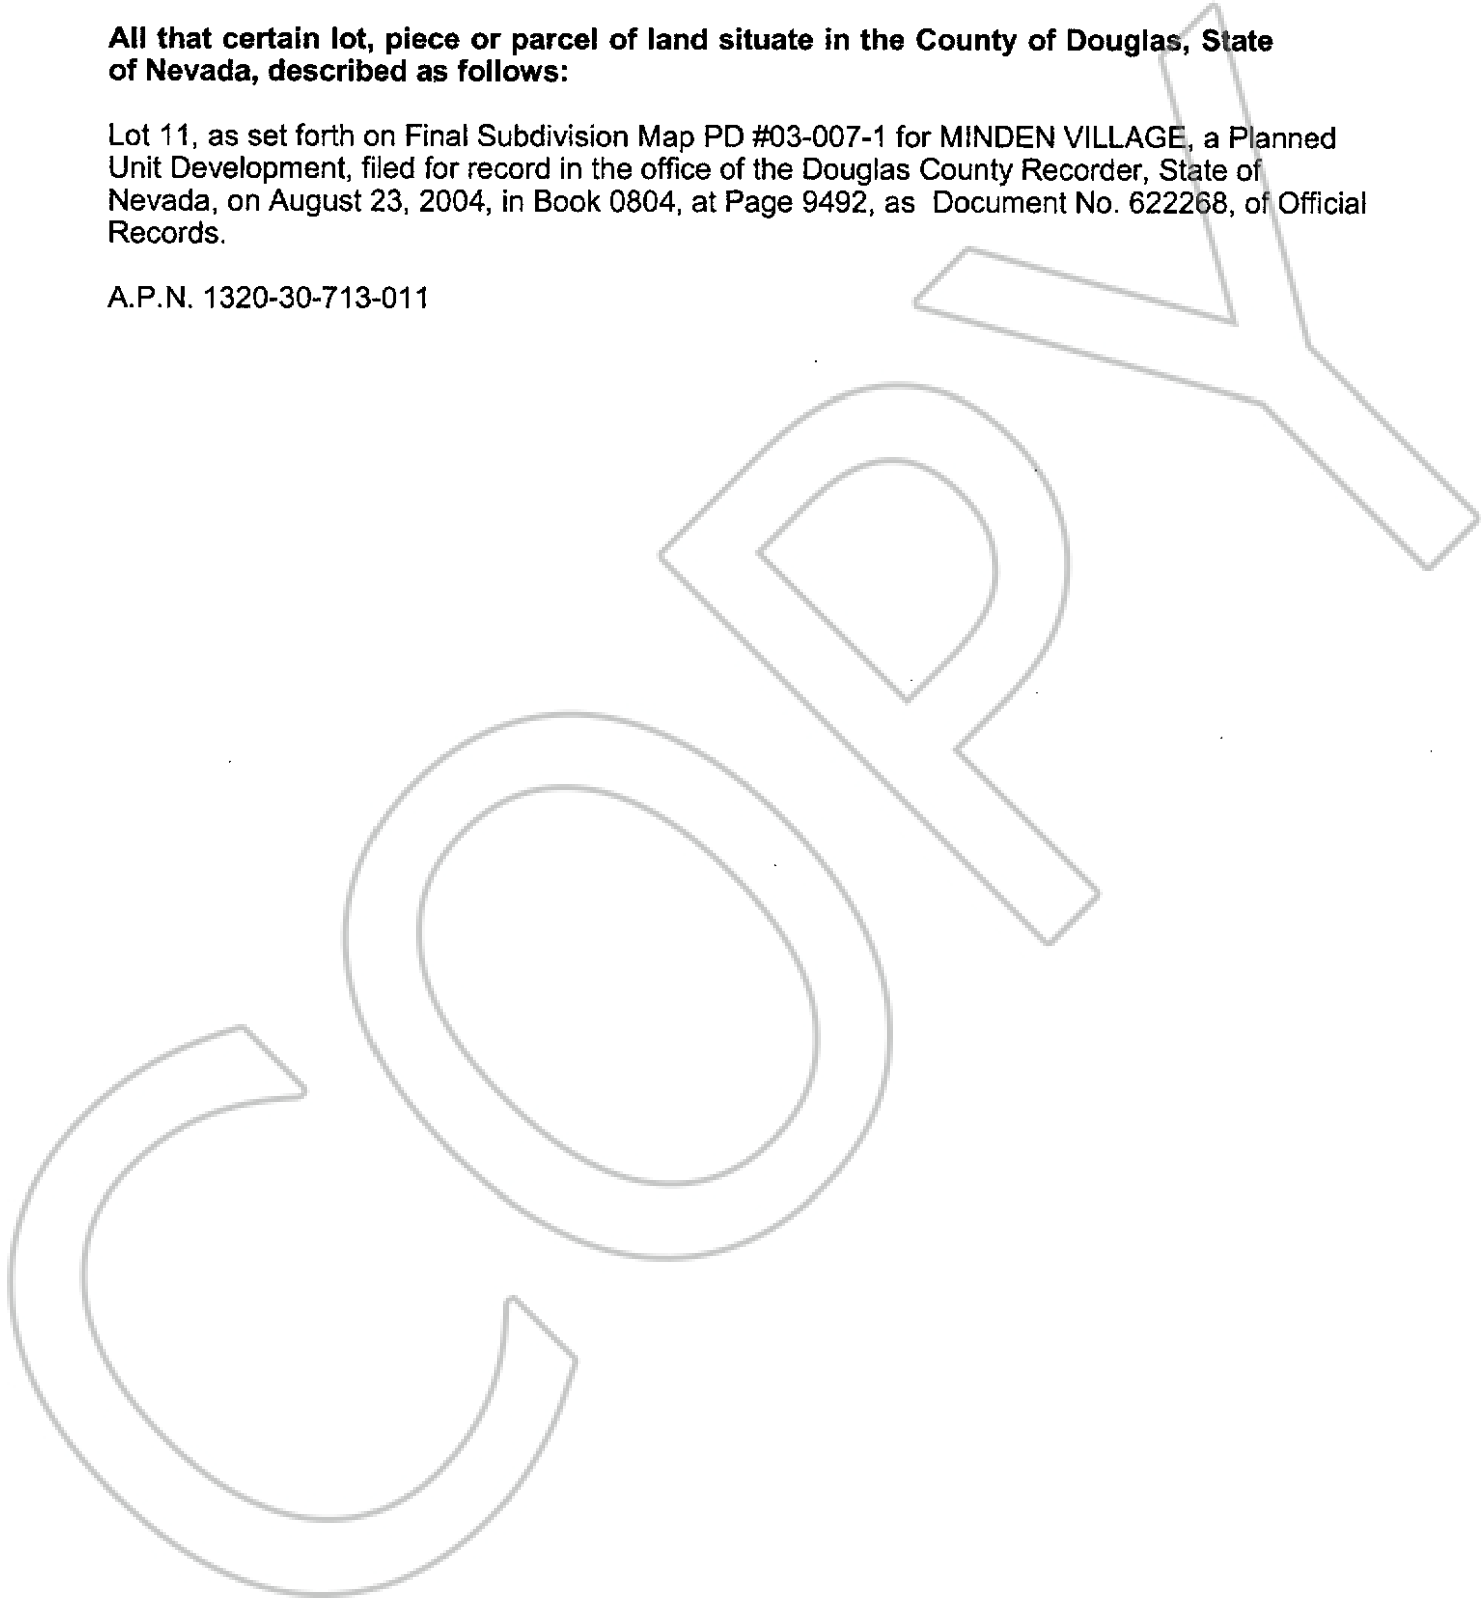 All that certain lot, piece or parcel of land situate in the County of Douglas, State
of Nevada, described as follows:
Lot 11, as set forth on Final Subdivision Map PD #03-007-1 for MINDEN VILLAGE, a Planned
Unit Development, filed for record in the office of the Douglas County Recorder, State of
Nevada, on August 23, 2004, in Book 0804, at Page 9492, as Document No. 622268, of Official
Records.
A.P.N. 1320-30-713-011
COPY